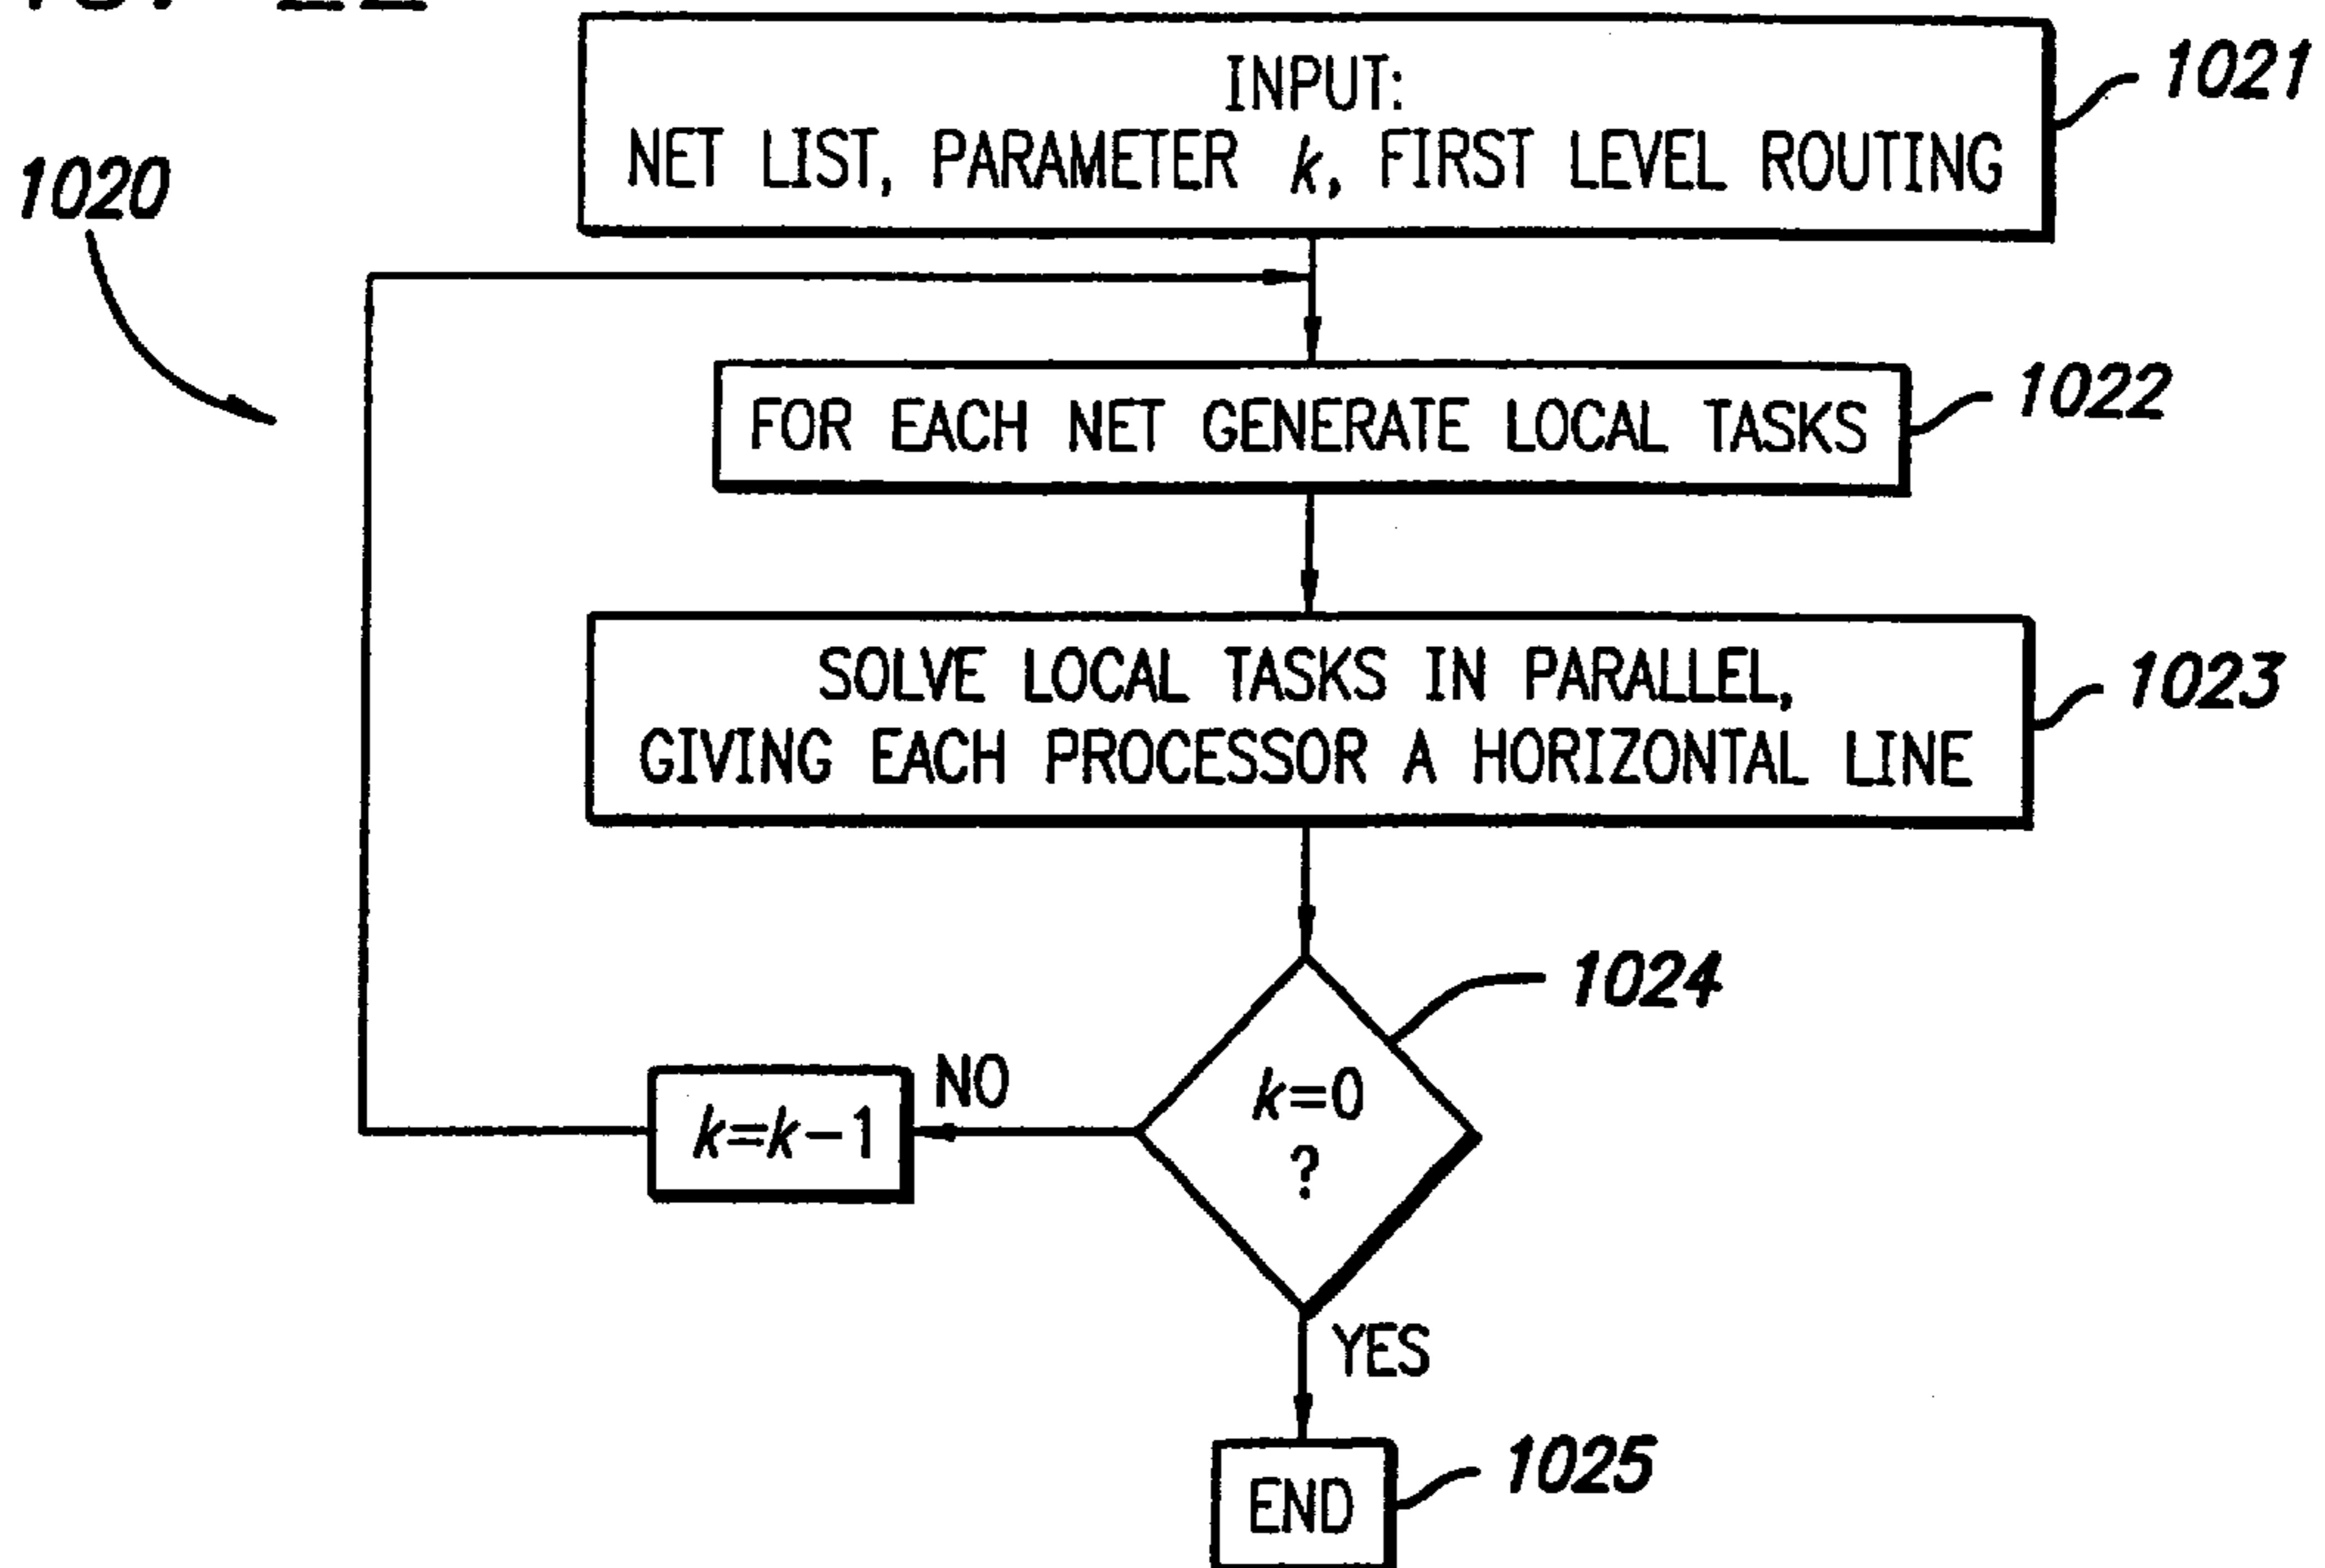 INPUT:
NET LIST, PARAMETER k, FIRST LEVEL ROUTING
1021
1020
FOR EACH NET GENERATE LOCAL TASKS
1022
SOLVE LOCAL TASKS IN PARALLEL,
GIVING EACH PROCESSOR A HORIZONTAL LINE
1023
1024
k=0
?
NO
k=k-1
YES
END
1025